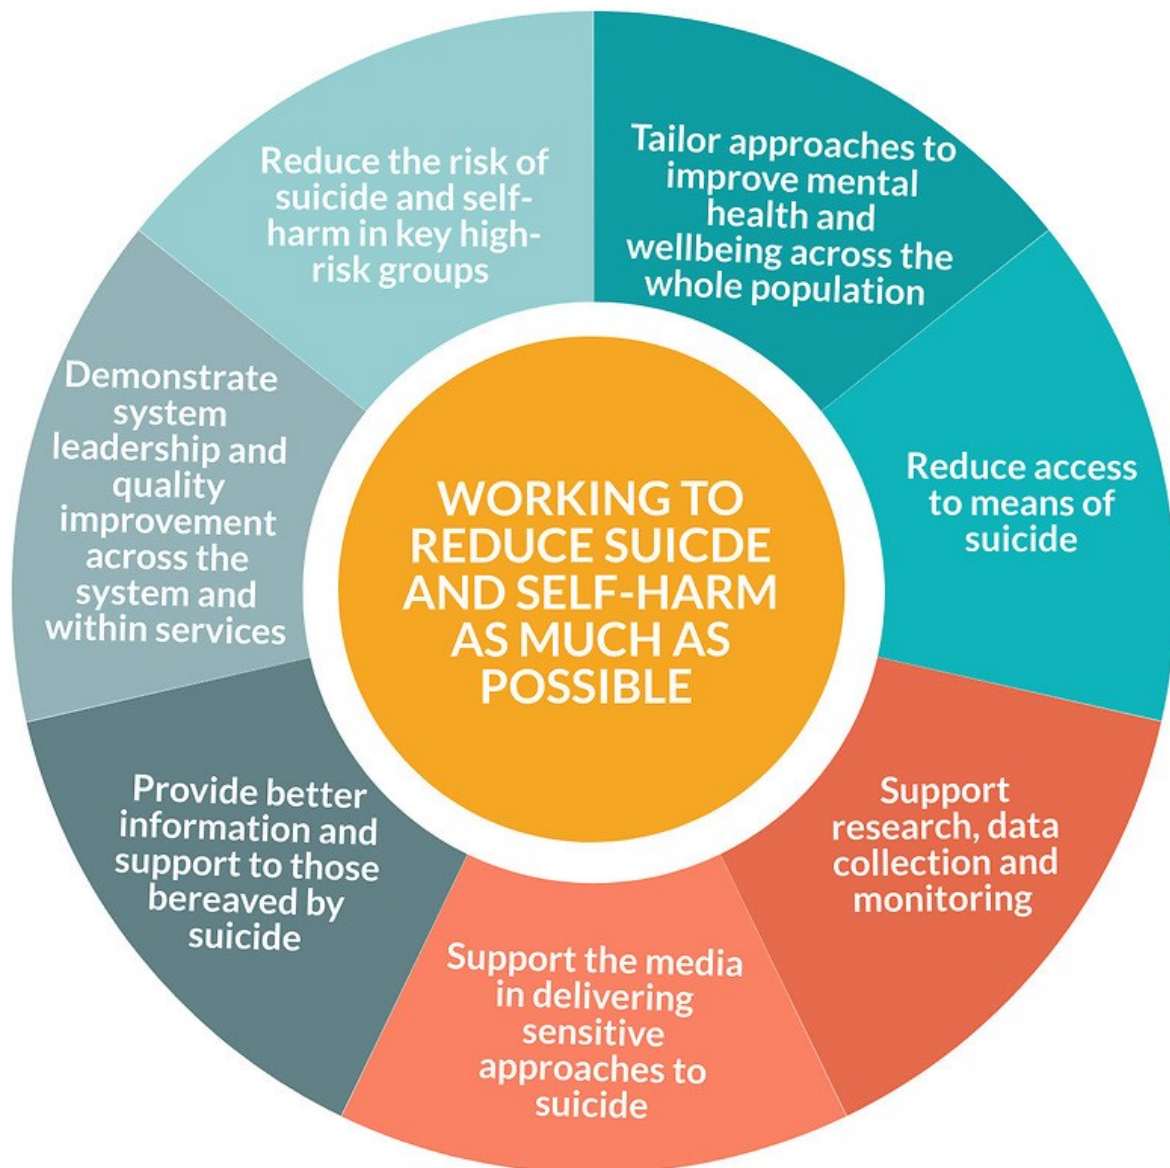 Reduce the risk of
suicide and self-
harm in key high-
risk groups
Tailor approaches to
improve mental
health and
wellbeing across the
whole population
Demonstrate
system
leadership and
quality
improvement
across the
system and
within services
WORKING TO
REDUCE SUICDE
AND SELF-HARM
AS MUCH AS
POSSIBLE
Reduce access
to means of
suicide
Provide better
information and
support to those
bereaved by
suicide
Support
research, data
collection and
monitoring
Support the media
in delivering
sensitive
approaches to
suicide